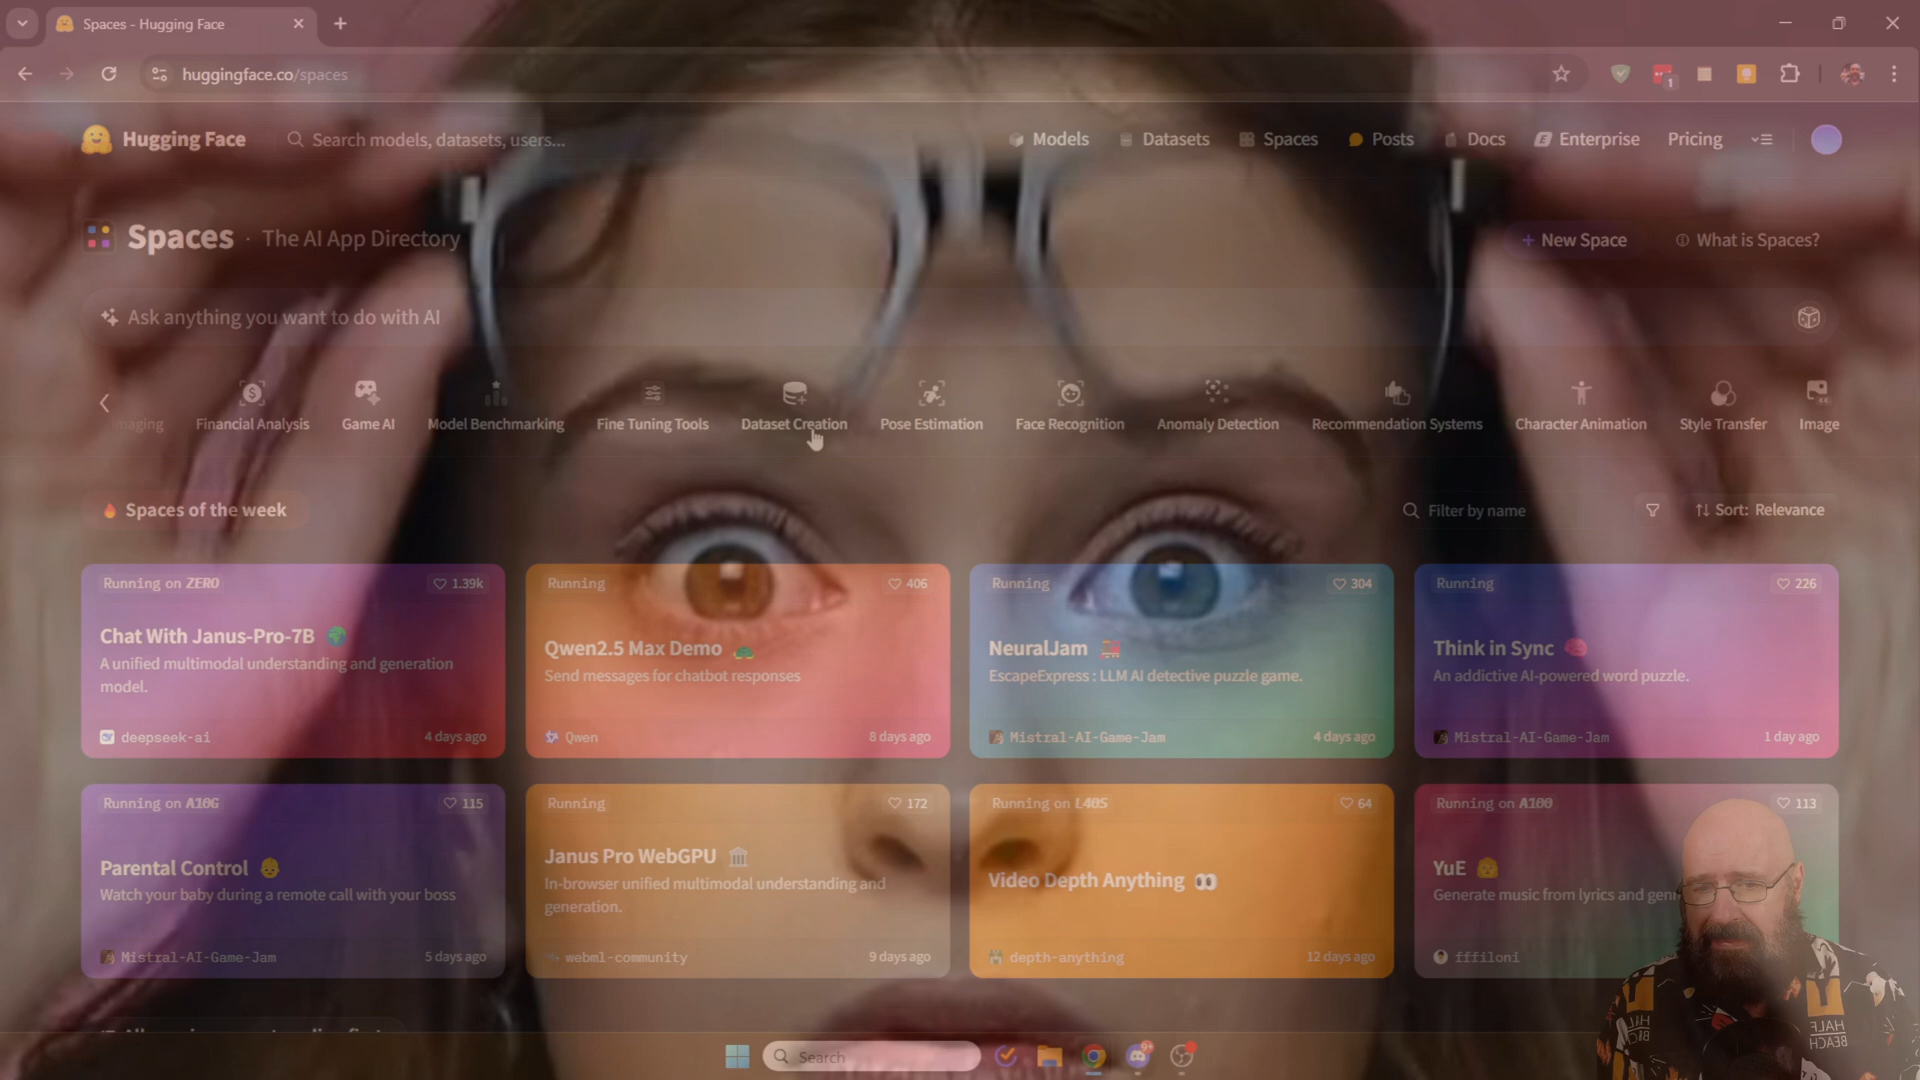 Spaces - Hugging Face
huggingface.co/spaces
1
Hugging Face
Search models, datasets, users...
Models
Datasets
Spaces
Posts
Docs
Enterprise
Pricing
Spaces · The AI App Directory
+ New Space
What is Spaces?
Ask anything you want to do with AI
Financial Analysis
Game AI
Model Benchmarking
Fine Tuning Tools
Dataset Creation
Pose Estimation
Face Recognition
Anomaly Detection
Recommendation Systems
Character Animation
Style Transfer
Image
Spaces of the week
Filter by name
Sort: Relevance
Running on ZERO
1.39k
Chat With Janus-Pro-7B
A unified multimodal understanding and generation
model.
deepseek-ai
4 days ago
Running
406
Qwen2.5 Max Demo
Send messages for chatbot responses
Qwen
8 days ago
Running
304
NeuralJam
EscapeExpress : LLM AI detective puzzle game.
Mistral-AI-Game-Jam
4 days ago
Running
226
Think in Sync
An addictive AI-powered word puzzle.
Mistral-AI-Game-Jam
1 day ago
Running on A10G
115
Parental Control
Watch your baby during a remote call with your boss
Mistral-AI-Game-Jam
5 days ago
Running
172
Janus Pro WebGPU
In-browser unified multimodal understanding and
generation.
webml-community
9 days ago
Running on L40S
64
Video Depth Anything
depth-anything
12 days ago
Running on A100
113
YuE
Generate music from lyrics and
fffiloni
HALF
BEACH
Search
9+